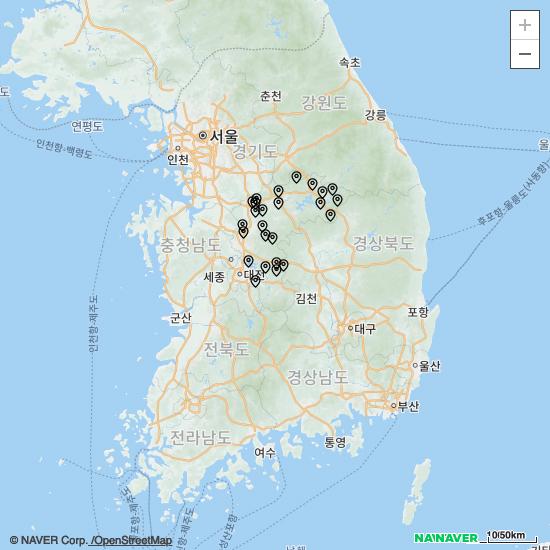 +
−
속초
도
춘천
강원도
강릉
연평도
서울
인천항-백령도
인천
경기도
울
후포항-울릉도(사동항)
충청남도
경상북도
세종
대전
김천
인천항-제주도
군산
포항
대구
전북도
울산
경상남도
부산
전라남도
여수
통영
© NAVER Corp. /OpenStreetMap
NAVER
10/50km